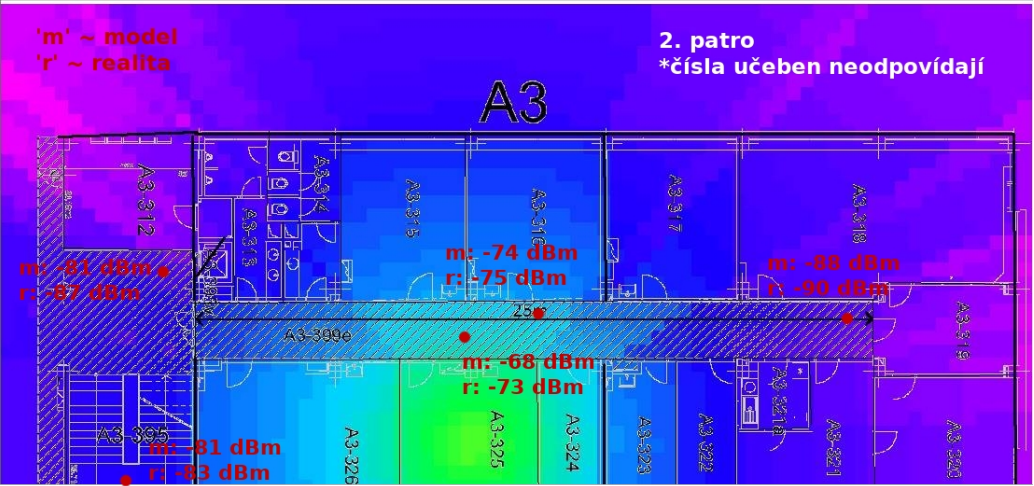 'm' ~ model
'r' ~ realita
2. patro
*čísla učeben neodpovídají
A3
A3-312
A3-313
A3-314
A3-315
A3-316
A3-317
A3-318
m: -81 dBm
r: -87 dBm
m: -74 dBm
r: -75 dBm
m: -88 dBm
r: -90 dBm
A3-399e
A3-319
m: -68 dBm
r: -73 dBm
A3-395
m: -81 dBm
r: -83 dBm
A3-326
A3-325
A3-324
A3-323
A3-322
A3-321a
A3-321
A3-320